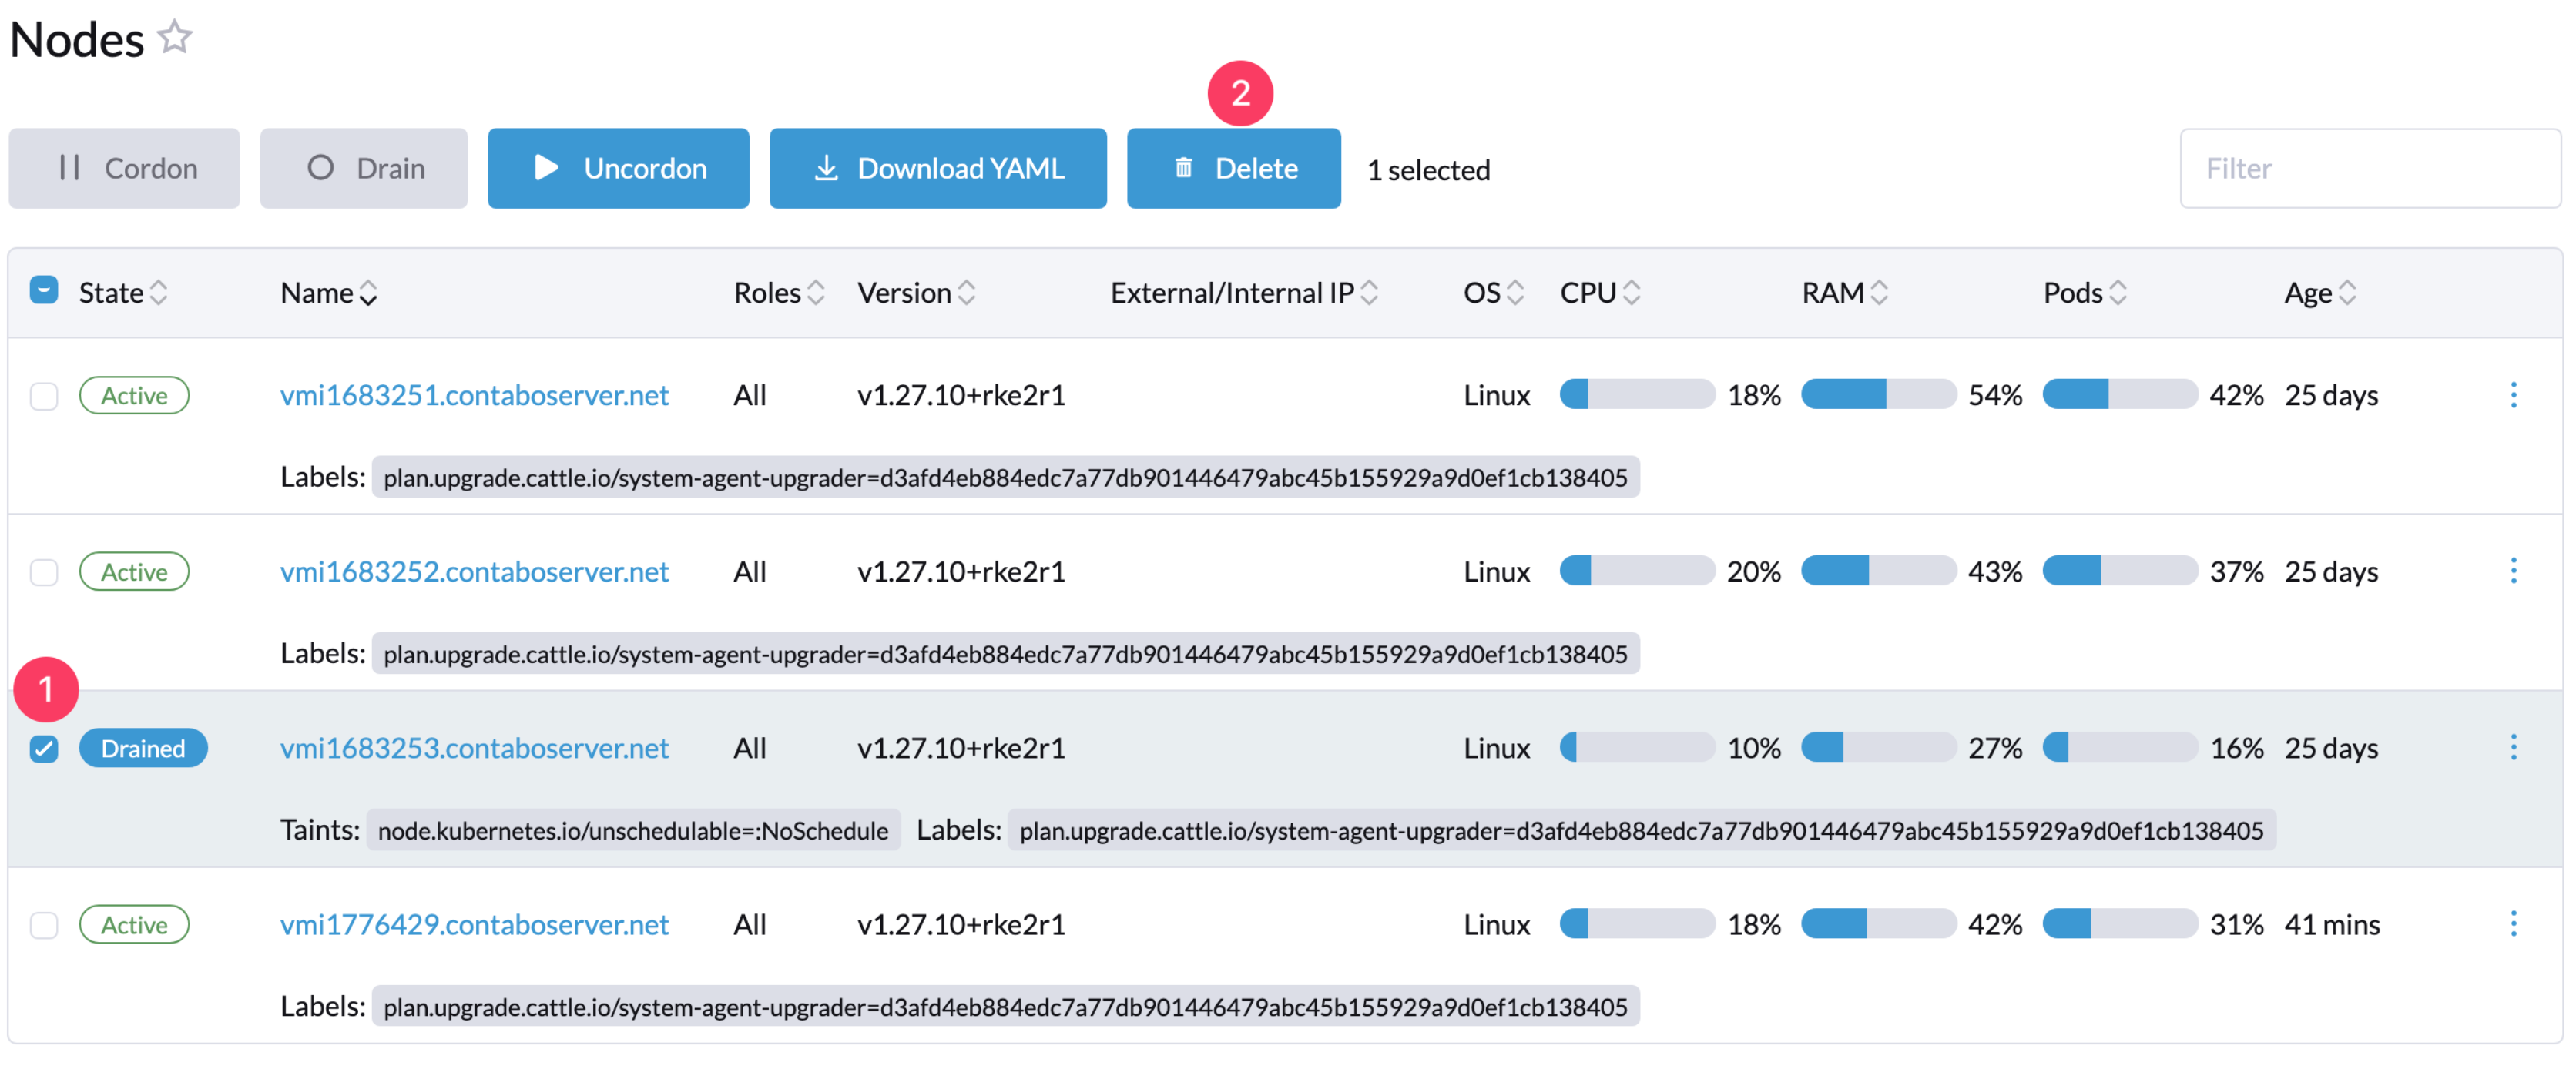 Nodes
2
Cordon Drain Uncordon Download YAML Delete 1 selected Filter
State Name Roles Version External/Internal IP OS CPU RAM Pods Age
Active vmi1683251.contaboserver.net All v1.27.10+rke2r1 Linux 18% 54% 42% 25 days
Labels: plan.upgrade.cattle.io/system-agent-upgrader=d3afd4eb884edc7a77db901446479abc45b155929a9d0ef1cb138405
Active vmi1683252.contaboserver.net All v1.27.10+rke2r1 Linux 20% 43% 37% 25 days
Labels: plan.upgrade.cattle.io/system-agent-upgrader=d3afd4eb884edc7a77db901446479abc45b155929a9d0ef1cb138405
1
Drained vmi1683253.contaboserver.net All v1.27.10+rke2r1 Linux 10% 27% 16% 25 days
Taints: node.kubernetes.io/unschedulable=:NoSchedule Labels: plan.upgrade.cattle.io/system-agent-upgrader=d3afd4eb884edc7a77db901446479abc45b155929a9d0ef1cb138405
Active vmi1776429.contaboserver.net All v1.27.10+rke2r1 Linux 18% 42% 31% 41 mins
Labels: plan.upgrade.cattle.io/system-agent-upgrader=d3afd4eb884edc7a77db901446479abc45b155929a9d0ef1cb138405